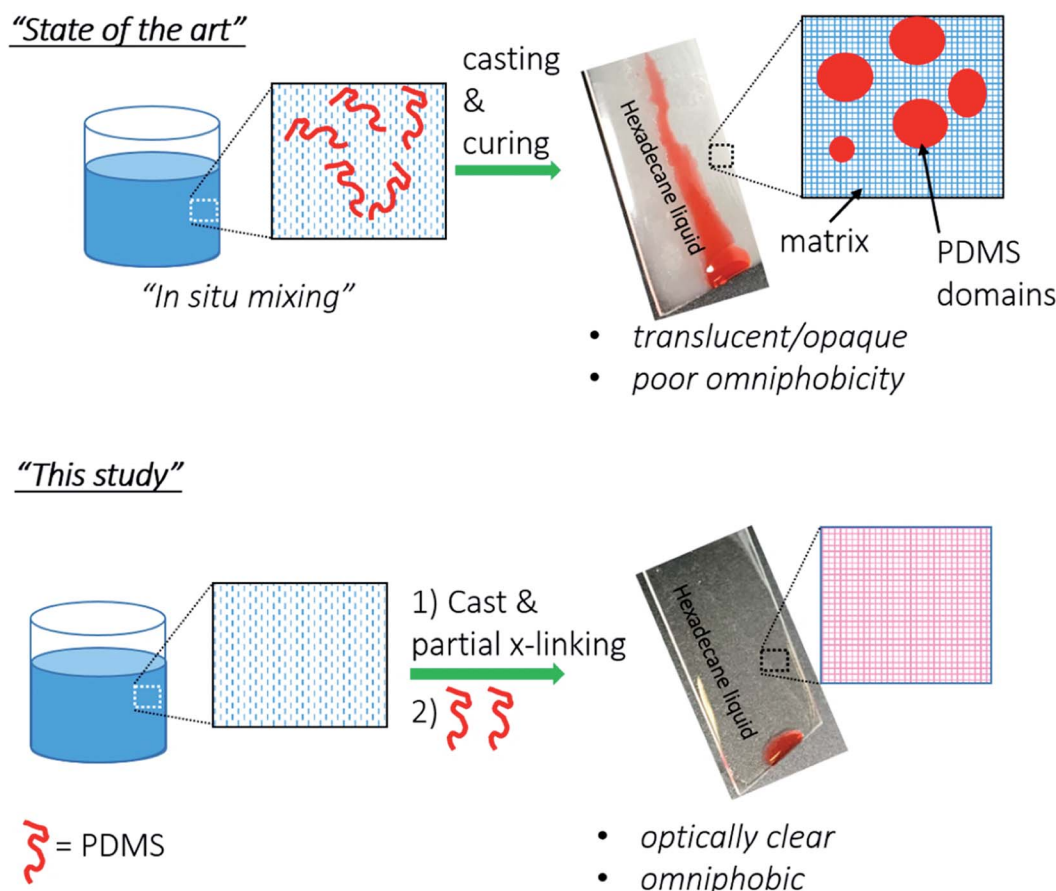 “State of the art”
casting
&
curing
Hexadecane liquid
matrix
PDMS
domains
“In situ mixing”
• translucent/opaque
• poor omniphobicity
“This study”
1) Cast &
partial x-linking
2)
Hexadecane liquid
= PDMS
• optically clear
• omniphobic